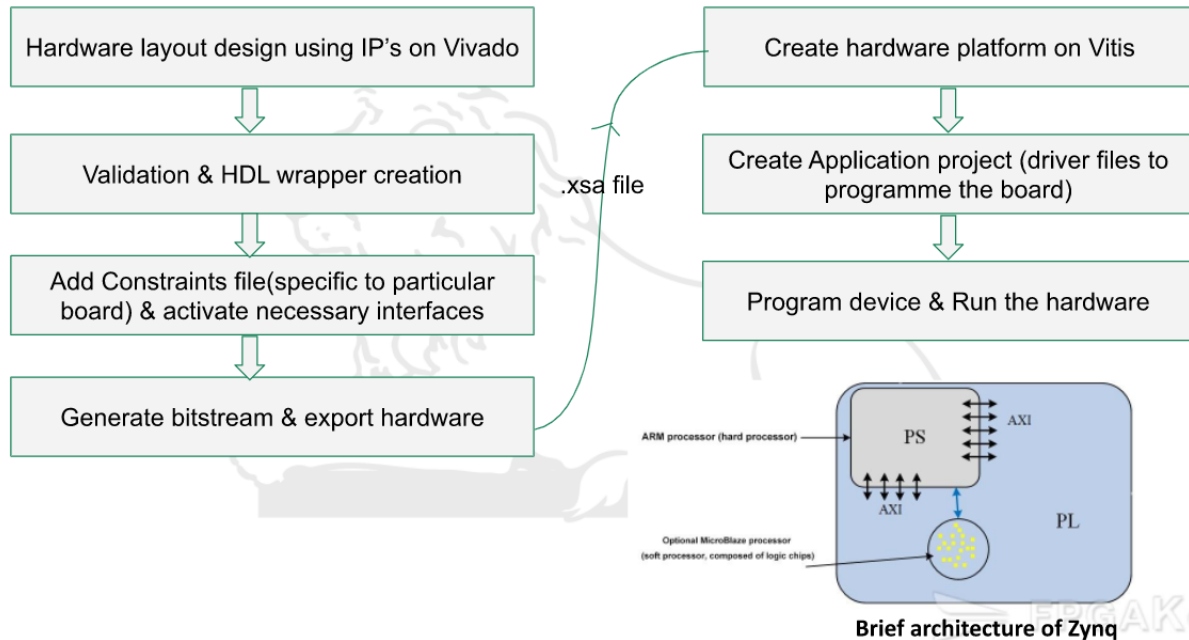 Hardware layout design using IP's on Vivado
Validation & HDL wrapper creation
Add Constraints file(specific to particular
board) & activate necessary interfaces
Generate bitstream & export hardware
.xsa file
Create hardware platform on Vitis
Create Application project (driver files to
programme the board)
Program device & Run the hardware
ARM processor (hard processor)
PS
AXI
AXI
PL
Optional MicroBlaze processor
(soft processor, composed of logic chips)
Brief architecture of Zynq